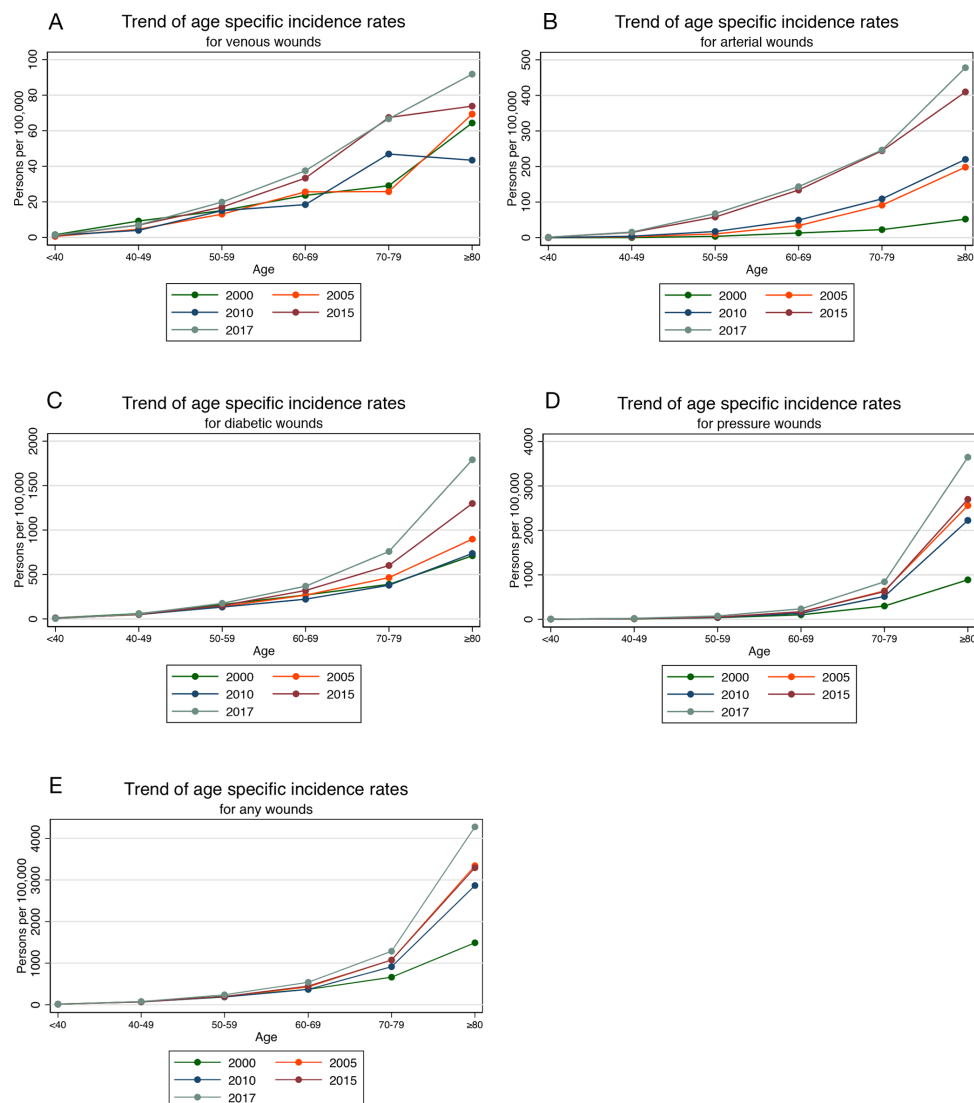 A
Trend of age specific incidence rates
for venous wounds
Persons per 100,000
100
80
60
40
20
0
<40 40-49 50-59 60-69 70-79 ≥80
Age
2000 2005
2010 2015
2017
B
Trend of age specific incidence rates
for arterial wounds
Persons per 100,000
500
400
300
200
100
0
<40 40-49 50-59 60-69 70-79 ≥80
Age
2000 2005
2010 2015
2017
C
Trend of age specific incidence rates
for diabetic wounds
Persons per 100,000
2000
1500
1000
500
0
<40 40-49 50-59 60-69 70-79 ≥80
Age
2000 2005
2010 2015
2017
D
Trend of age specific incidence rates
for pressure wounds
Persons per 100,000
4000
3000
2000
1000
0
<40 40-49 50-59 60-69 70-79 ≥80
Age
2000 2005
2010 2015
2017
E
Trend of age specific incidence rates
for any wounds
Persons per 100,000
4000
3000
2000
1000
0
<40 40-49 50-59 60-69 70-79 ≥80
Age
2000 2005
2010 2015
2017